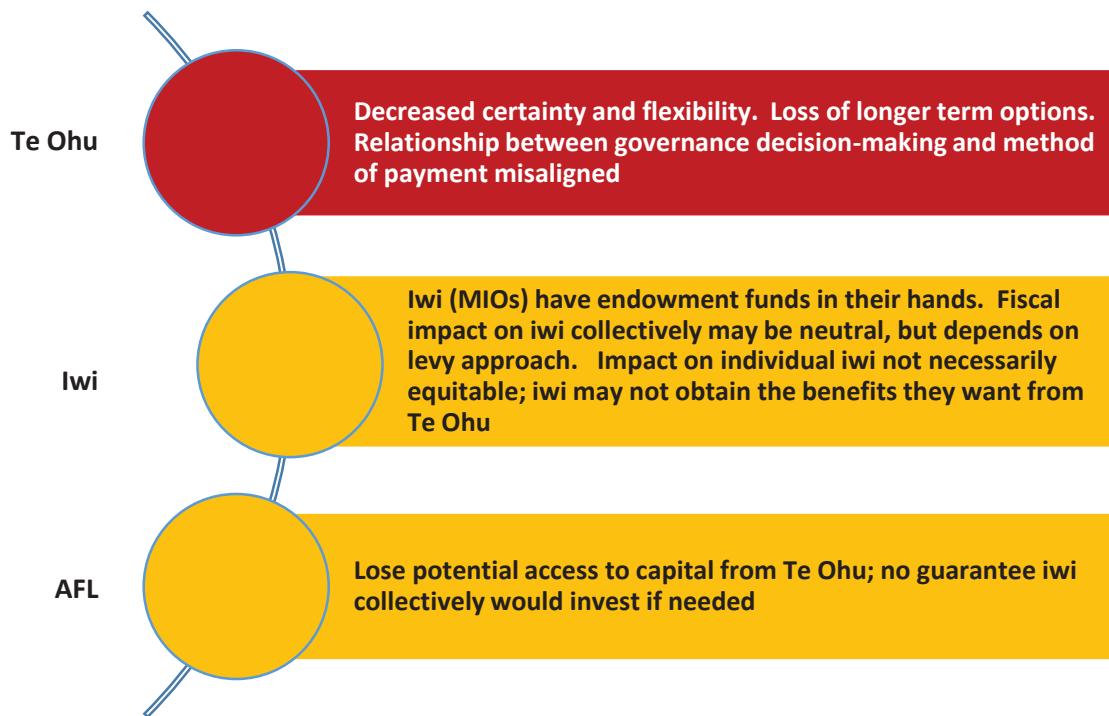 Te Ohu
Decreased certainty and flexibility.  Loss of longer term options.
Relationship between governance decision-making and method
of payment misaligned
Iwi
Iwi (MIOs) have endowment funds in their hands.  Fiscal
impact on iwi collectively may be neutral, but depends on
levy approach.   Impact on individual iwi not necessarily
equitable; iwi may not obtain the benefits they want from
Te Ohu
AFL
Lose potential access to capital from Te Ohu; no guarantee iwi
collectively would invest if needed